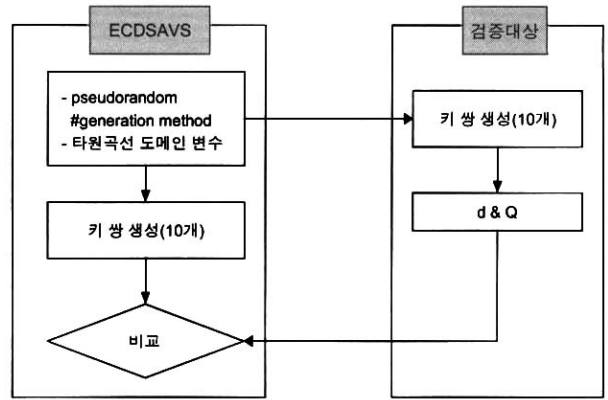 ECDSAVS
검증대상
- pseudorandom
#generation method
- 타원곡선 도메인 변수
키 쌍 생성(10개)
키 쌍 생성(10개)
d & Q
비교